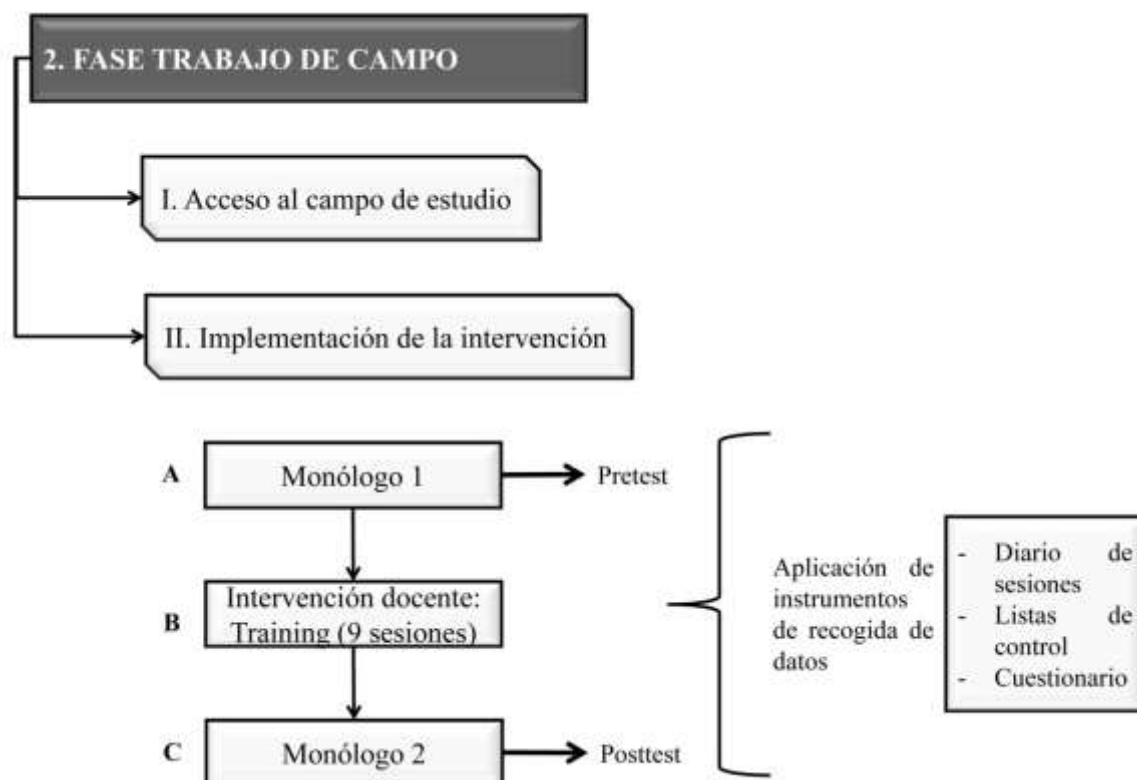 2. FASE TRABAJO DE CAMPO
I. Acceso al campo de estudio
II. Implementación de la intervención
A
Monólogo 1
Pretest
B
Intervención docente:
Training (9 sesiones)
C
Monólogo 2
Posttest
Aplicación de
instrumentos
de recogida de
datos
- Diario de
sesiones
- Listas de
control
- Cuestionario